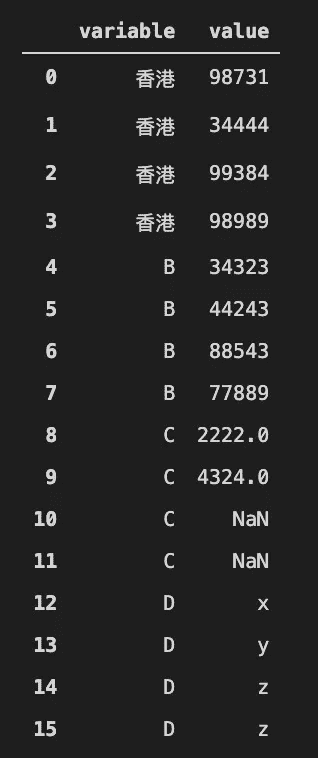 variable value
0 香港 98731
1 香港 34444
2 香港 99384
3 香港 98989
4 B 34323
5 B 44243
6 B 88543
7 B 77889
8 C 2222.0
9 C 4324.0
10 C NaN
11 C NaN
12 D x
13 D y
14 D z
15 D z